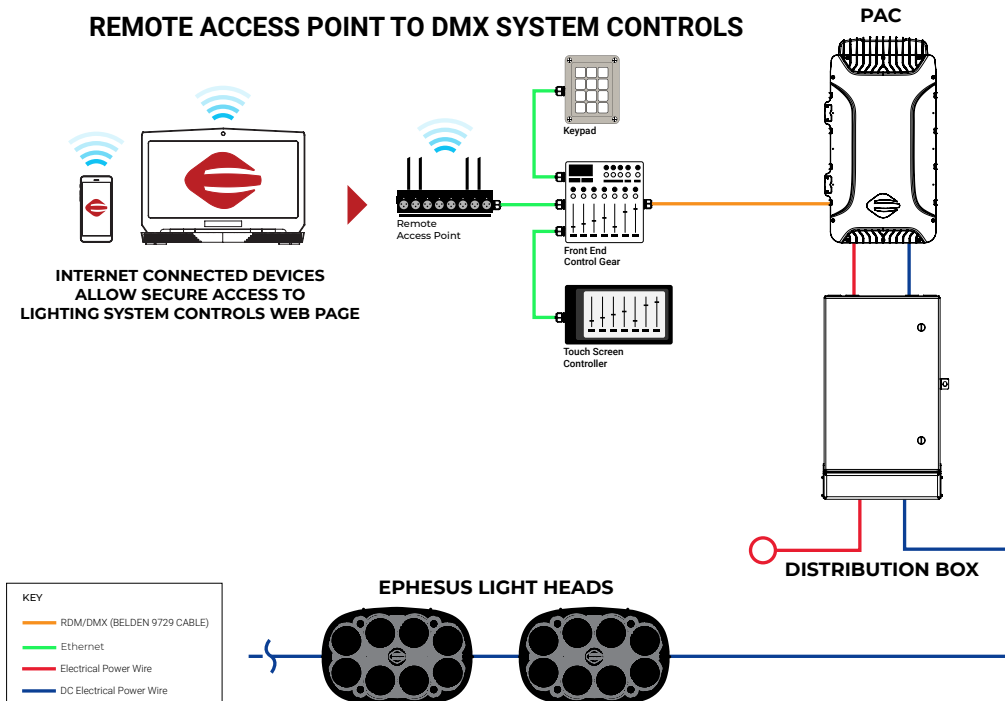 REMOTE ACCESS POINT TO DMX SYSTEM CONTROLS
PAC
Keypad
Remote
Access Point
Front End
Control Gear
INTERNET CONNECTED DEVICES
ALLOW SECURE ACCESS TO
LIGHTING SYSTEM CONTROLS WEB PAGE
Touch Screen
Controller
DISTRIBUTION BOX
EPHESUS LIGHT HEADS
KEY
RDM/DMX (BELDEN 9729 CABLE)
Ethernet
Electrical Power Wire
DC Electrical Power Wire